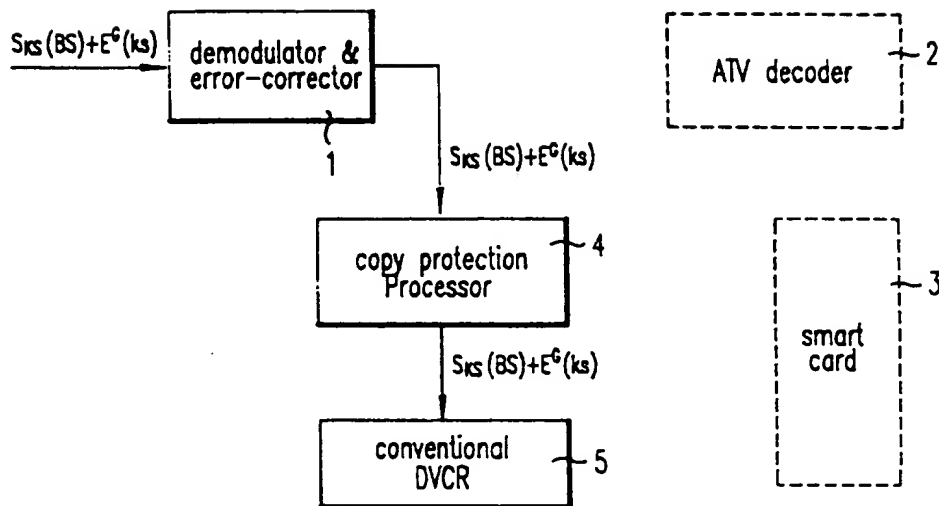 S_KS(BS)+E^G(ks)
demodulator &
error-corrector
1
ATV decoder
2
S_KS(BS)+E^G(ks)
copy protection
Processor
4
smart
card
3
S_KS(BS)+E^G(ks)
conventional
DVCR
5